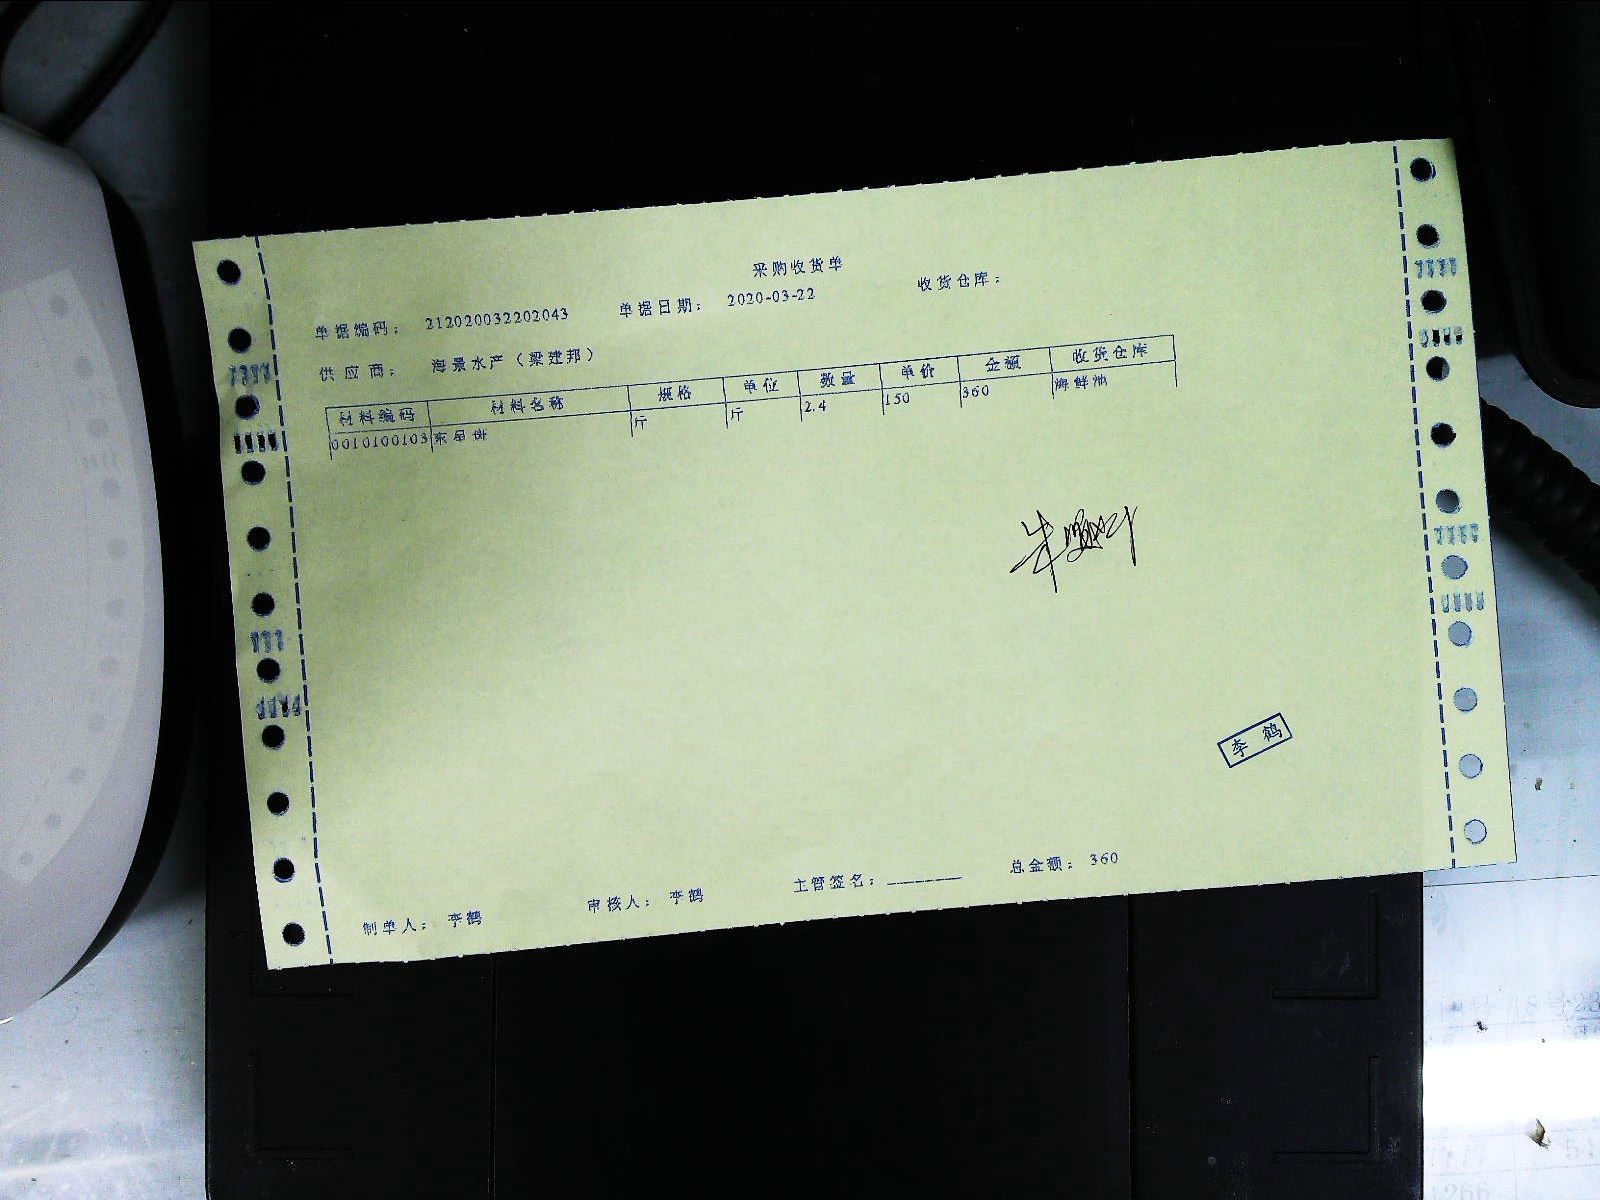 采购收货单
单据编码： 212020032202043 单据日期： 2020-03-22 收货仓库：
供应商： 海景水产（梁建邦）
材料编码 材料名称 规格 单位 数量 单价 金额 收货仓库
0010100103 东星斑 斤 斤 2.4 150 360 海鲜池
李鹤
制单人： 李鹤 审核人： 李鹤 主管签名： 总金额： 360